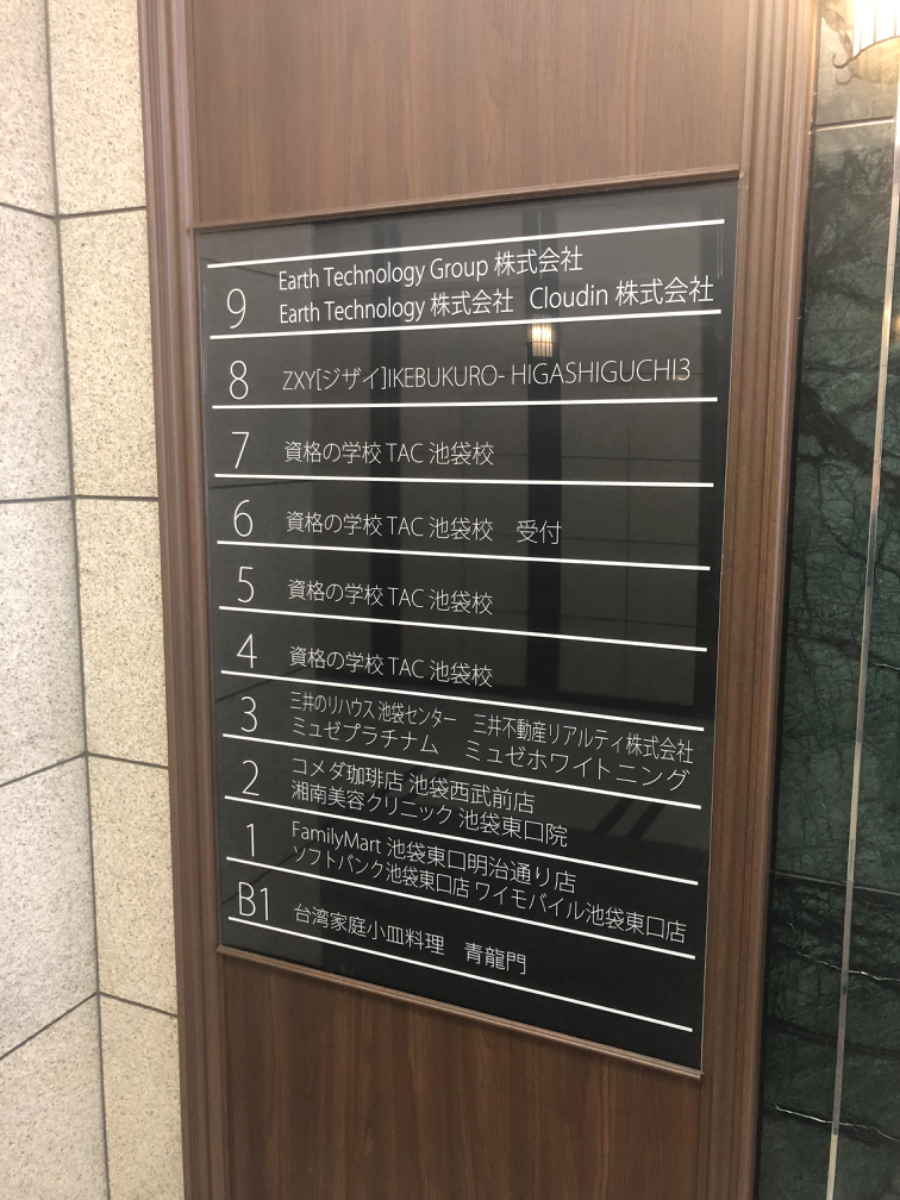 9
Earth Technology Group 株式会社
Earth Technology 株式会社 Cloudin 株式会社
8 ZXY[ジザイ]IKEBUKURO- HIGASHIGUCHI3
7 資格の学校 TAC 池袋校
6 資格の学校 TAC 池袋校 受付
5 資格の学校 TAC 池袋校
4 資格の学校 TAC 池袋校
3
三井のリハウス 池袋センター 三井不動産リアルティ株式会社
ミュゼプラチナム ミュゼホワイトニング
2
コメダ珈琲店 池袋西武前店
湘南美容クリニック 池袋東口院
1
FamilyMart 池袋東口明治通り店
ソフトバンク池袋東口店 ワイモバイル池袋東口店
B1 台湾家庭小皿料理 青龍門